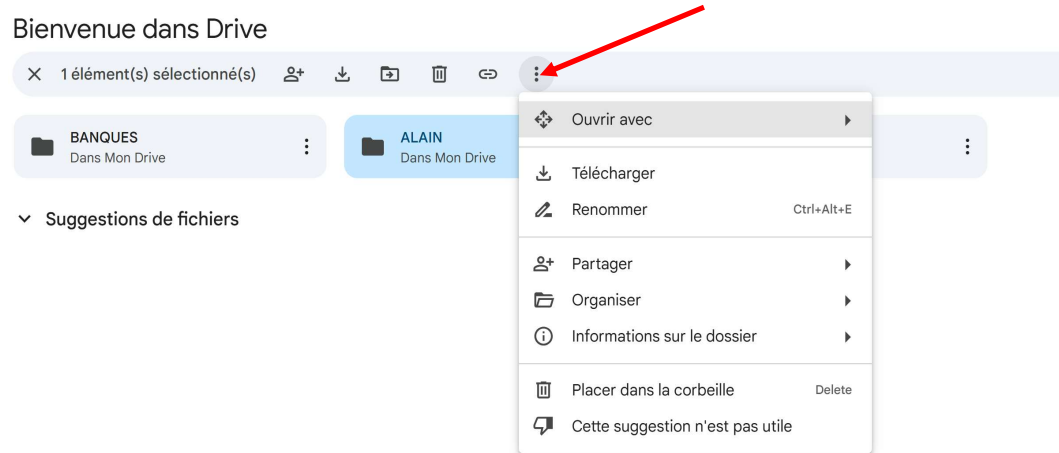 Bienvenue dans Drive
1 élément(s) sélectionné(s)
BANQUES
Dans Mon Drive
ALAIN
Dans Mon Drive
Suggestions de fichiers
Ouvrir avec
Télécharger
Renommer Ctrl+Alt+E
Partager
Organiser
Informations sur le dossier
Placer dans la corbeille Delete
Cette suggestion n'est pas utile